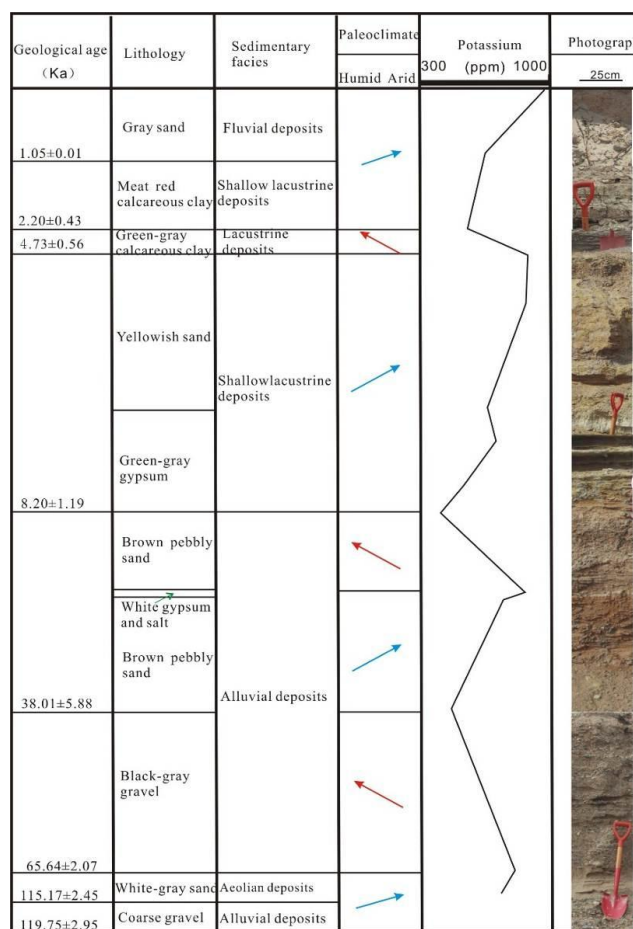 Geological age
（Ka）
Lithology
Sedimentary
facies
Paleoclimate
Humid Arid
Potassium
300 (ppm) 1000
Photograph
25cm
Gray sand
Fluvial deposits
1.05±0.01
Meat red
calcareous clay
Shallow lacustrine
deposits
2.20±0.43
Green-gray
calcareous clay
Lacustrine
deposits
4.73±0.56
Yellowish sand
Shallowlacustrine
deposits
Green-gray
gypsum
8.20±1.19
Brown pebbly
sand
White gypsum
and salt
Brown pebbly
sand
Alluvial deposits
38.01±5.88
Black-gray
gravel
65.64±2.07
White-gray sand
Aeolian deposits
115.17±2.45
Coarse gravel
Alluvial deposits
119.75±2.95